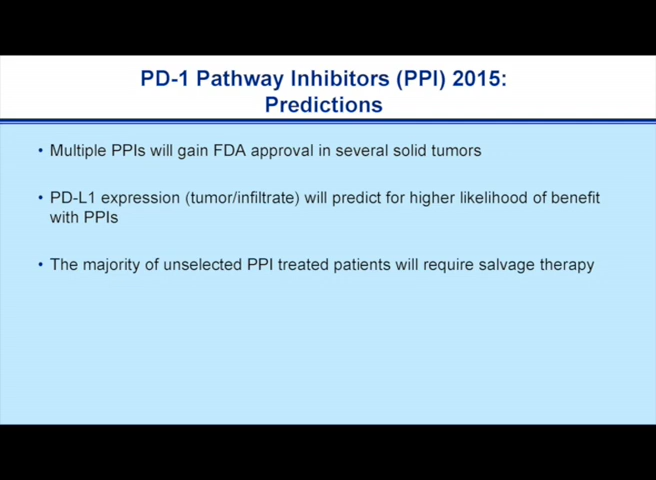 PD-1 Pathway Inhibitors (PPI) 2015:
Predictions
• Multiple PPIs will gain FDA approval in several solid tumors
• PD-L1 expression (tumor/infiltrate) will predict for higher likelihood of benefit
with PPIs
• The majority of unselected PPI treated patients will require salvage therapy